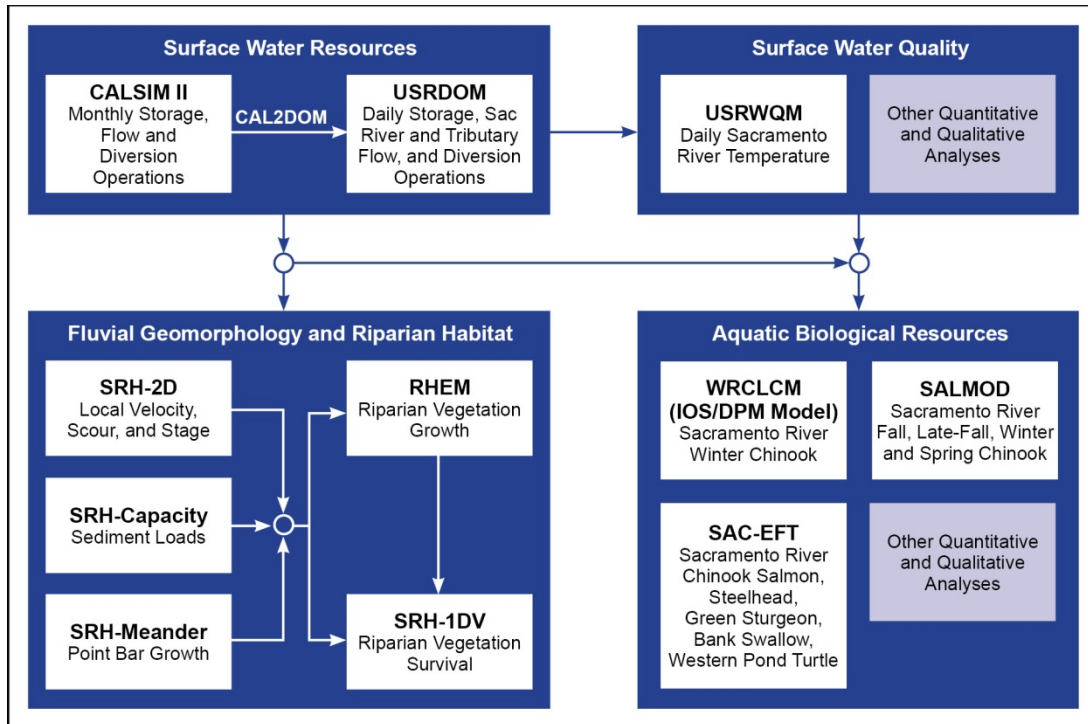 Surface Water Resources
CALSIM II
Monthly Storage,
Flow and
Diversion
Operations
CAL2DOM
USRDOM
Daily Storage, Sac
River and Tributary
Flow, and Diversion
Operations
Surface Water Quality
USRWQM
Daily Sacramento
River Temperature
Other Quantitative
and Qualitative
Analyses
Fluvial Geomorphology and Riparian Habitat
SRH-2D
Local Velocity,
Scour, and Stage
SRH-Capacity
Sediment Loads
SRH-Meander
Point Bar Growth
RHEM
Riparian Vegetation
Growth
SRH-1DV
Riparian Vegetation
Survival
Aquatic Biological Resources
WRCLCM
(IOS/DPM Model)
Sacramento River
Winter Chinook
SALMOD
Sacramento River
Fall, Late-Fall, Winter
and Spring Chinook
SAC-EFT
Sacramento River
Chinook Salmon,
Steelhead,
Green Sturgeon,
Bank Swallow,
Western Pond Turtle
Other Quantitative
and Qualitative
Analyses